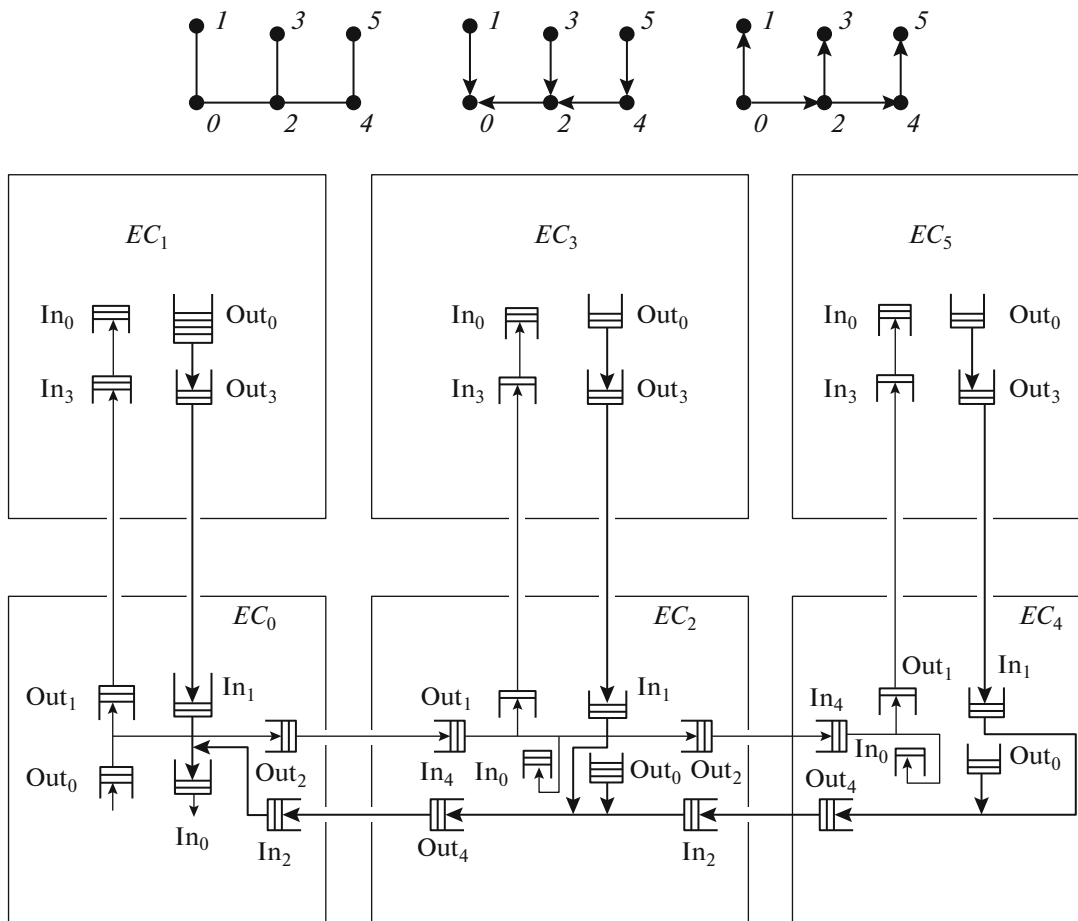 1 3 5 1 3 5 1 3 5
0 2 4 0 2 4 0 2 4
EC1 EC3 EC5
In0 Out0 In0 Out0 In0 Out0
In3 Out3 In3 Out3 In3 Out3
EC0 EC2 EC4
Out1 In1 Out1 In1 Out1 In1
In4
Out0 Out2 In4 In0 Out0 Out2 In0 Out0
Out4
In0 In2 Out4 In2